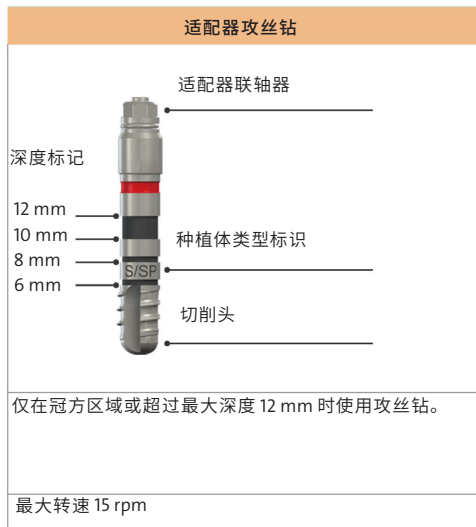 适配器攻丝钻
适配器联轴器
深度标记
12 mm
10 mm
种植体类型标识
8 mm
S/SP
6 mm
切削头
仅在冠方区域或超过最大深度 12 mm 时使用攻丝钻。
最大转速 15 rpm